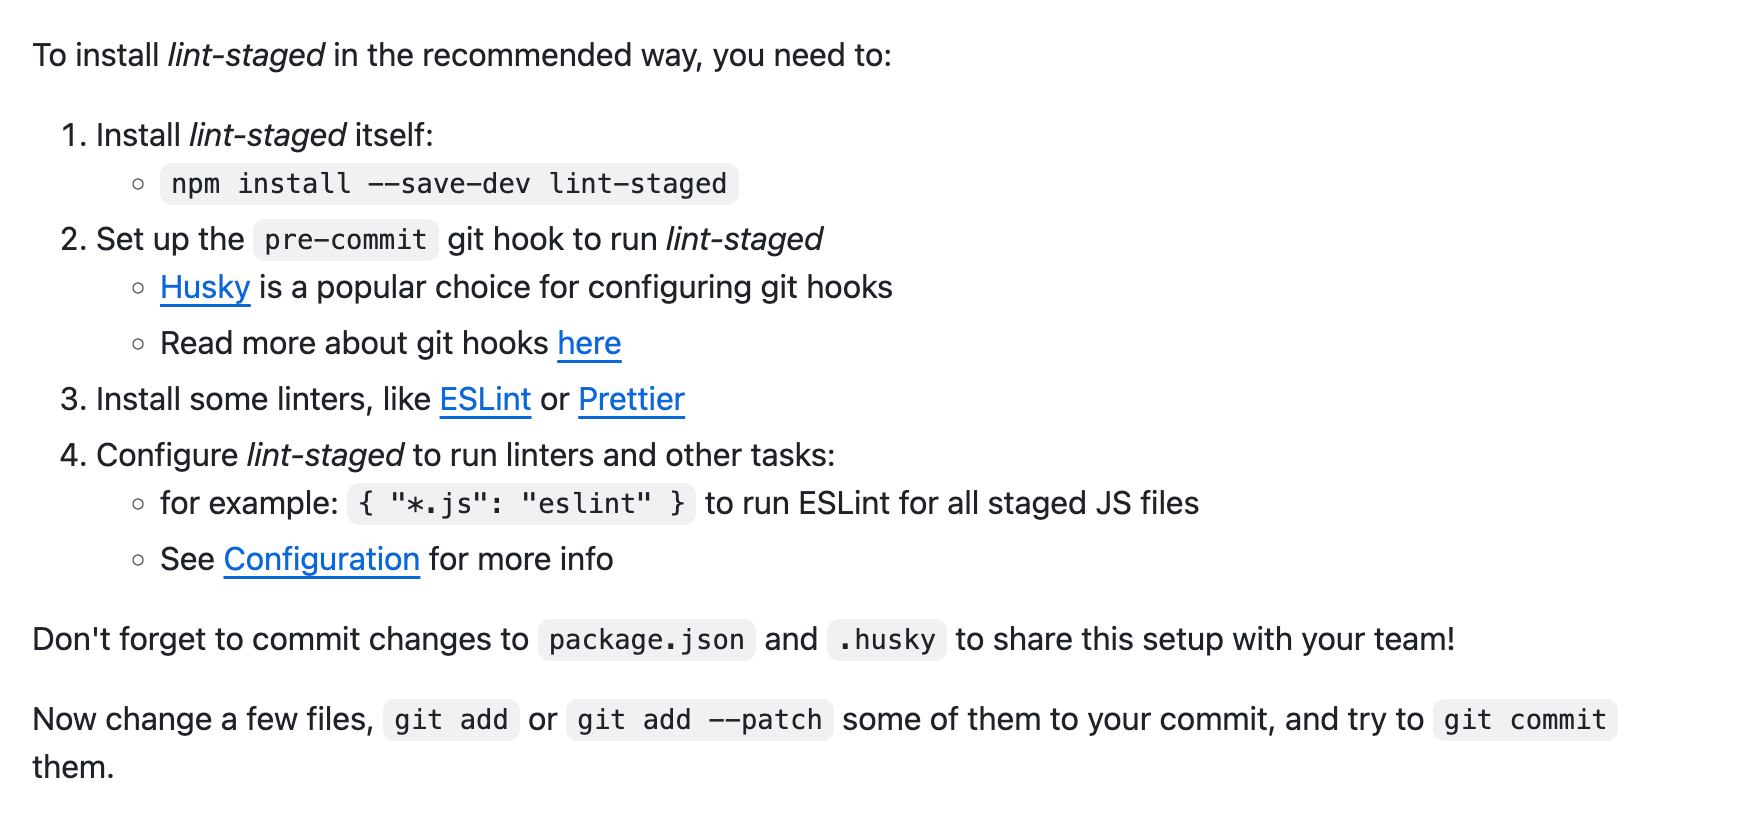 To install lint-staged in the recommended way, you need to:
1. Install lint-staged itself:
◦ npm install --save-dev lint-staged
2. Set up the pre-commit git hook to run lint-staged
◦ Husky is a popular choice for configuring git hooks
◦ Read more about git hooks here
3. Install some linters, like ESLint or Prettier
4. Configure lint-staged to run linters and other tasks:
◦ for example: { "*.js": "eslint" } to run ESLint for all staged JS files
◦ See Configuration for more info
Don't forget to commit changes to package.json and .husky to share this setup with your team!
Now change a few files, git add or git add --patch some of them to your commit, and try to git commit
them.